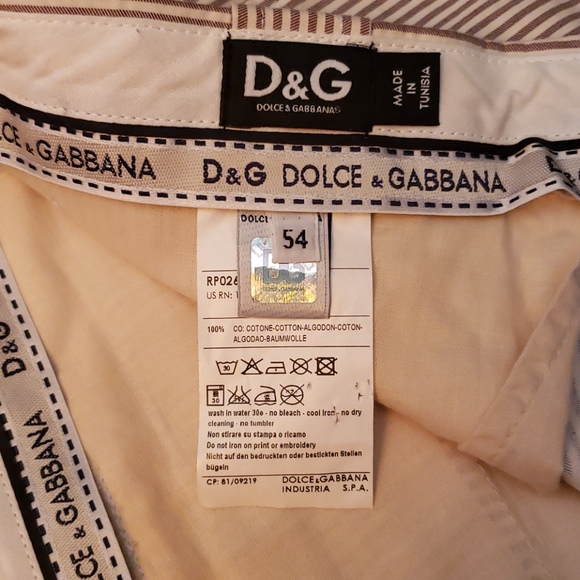 D&G
DOLCE & GABBANA
MADE
IN
TUNISIA
& GABBANA D&G DOLCE & GABBANA
54
RP026
US RN:
100% CO: COTONE-COTTON-ALGODON-COTON-
ALGODAO-BAUMWOLLE
30
30
wash in water 30e - no bleach - cool iron - no dry
cleaning - no tumbler
Non stirare su stampa o ricamo
Do not iron on print or embroidery
Nicht auf den bedruckten oder bestickten Stellen
bügeln
CP: 81/09219
DOLCE&GABBANA
INDUSTRIA S.P.A.
D&G
& GABBANA